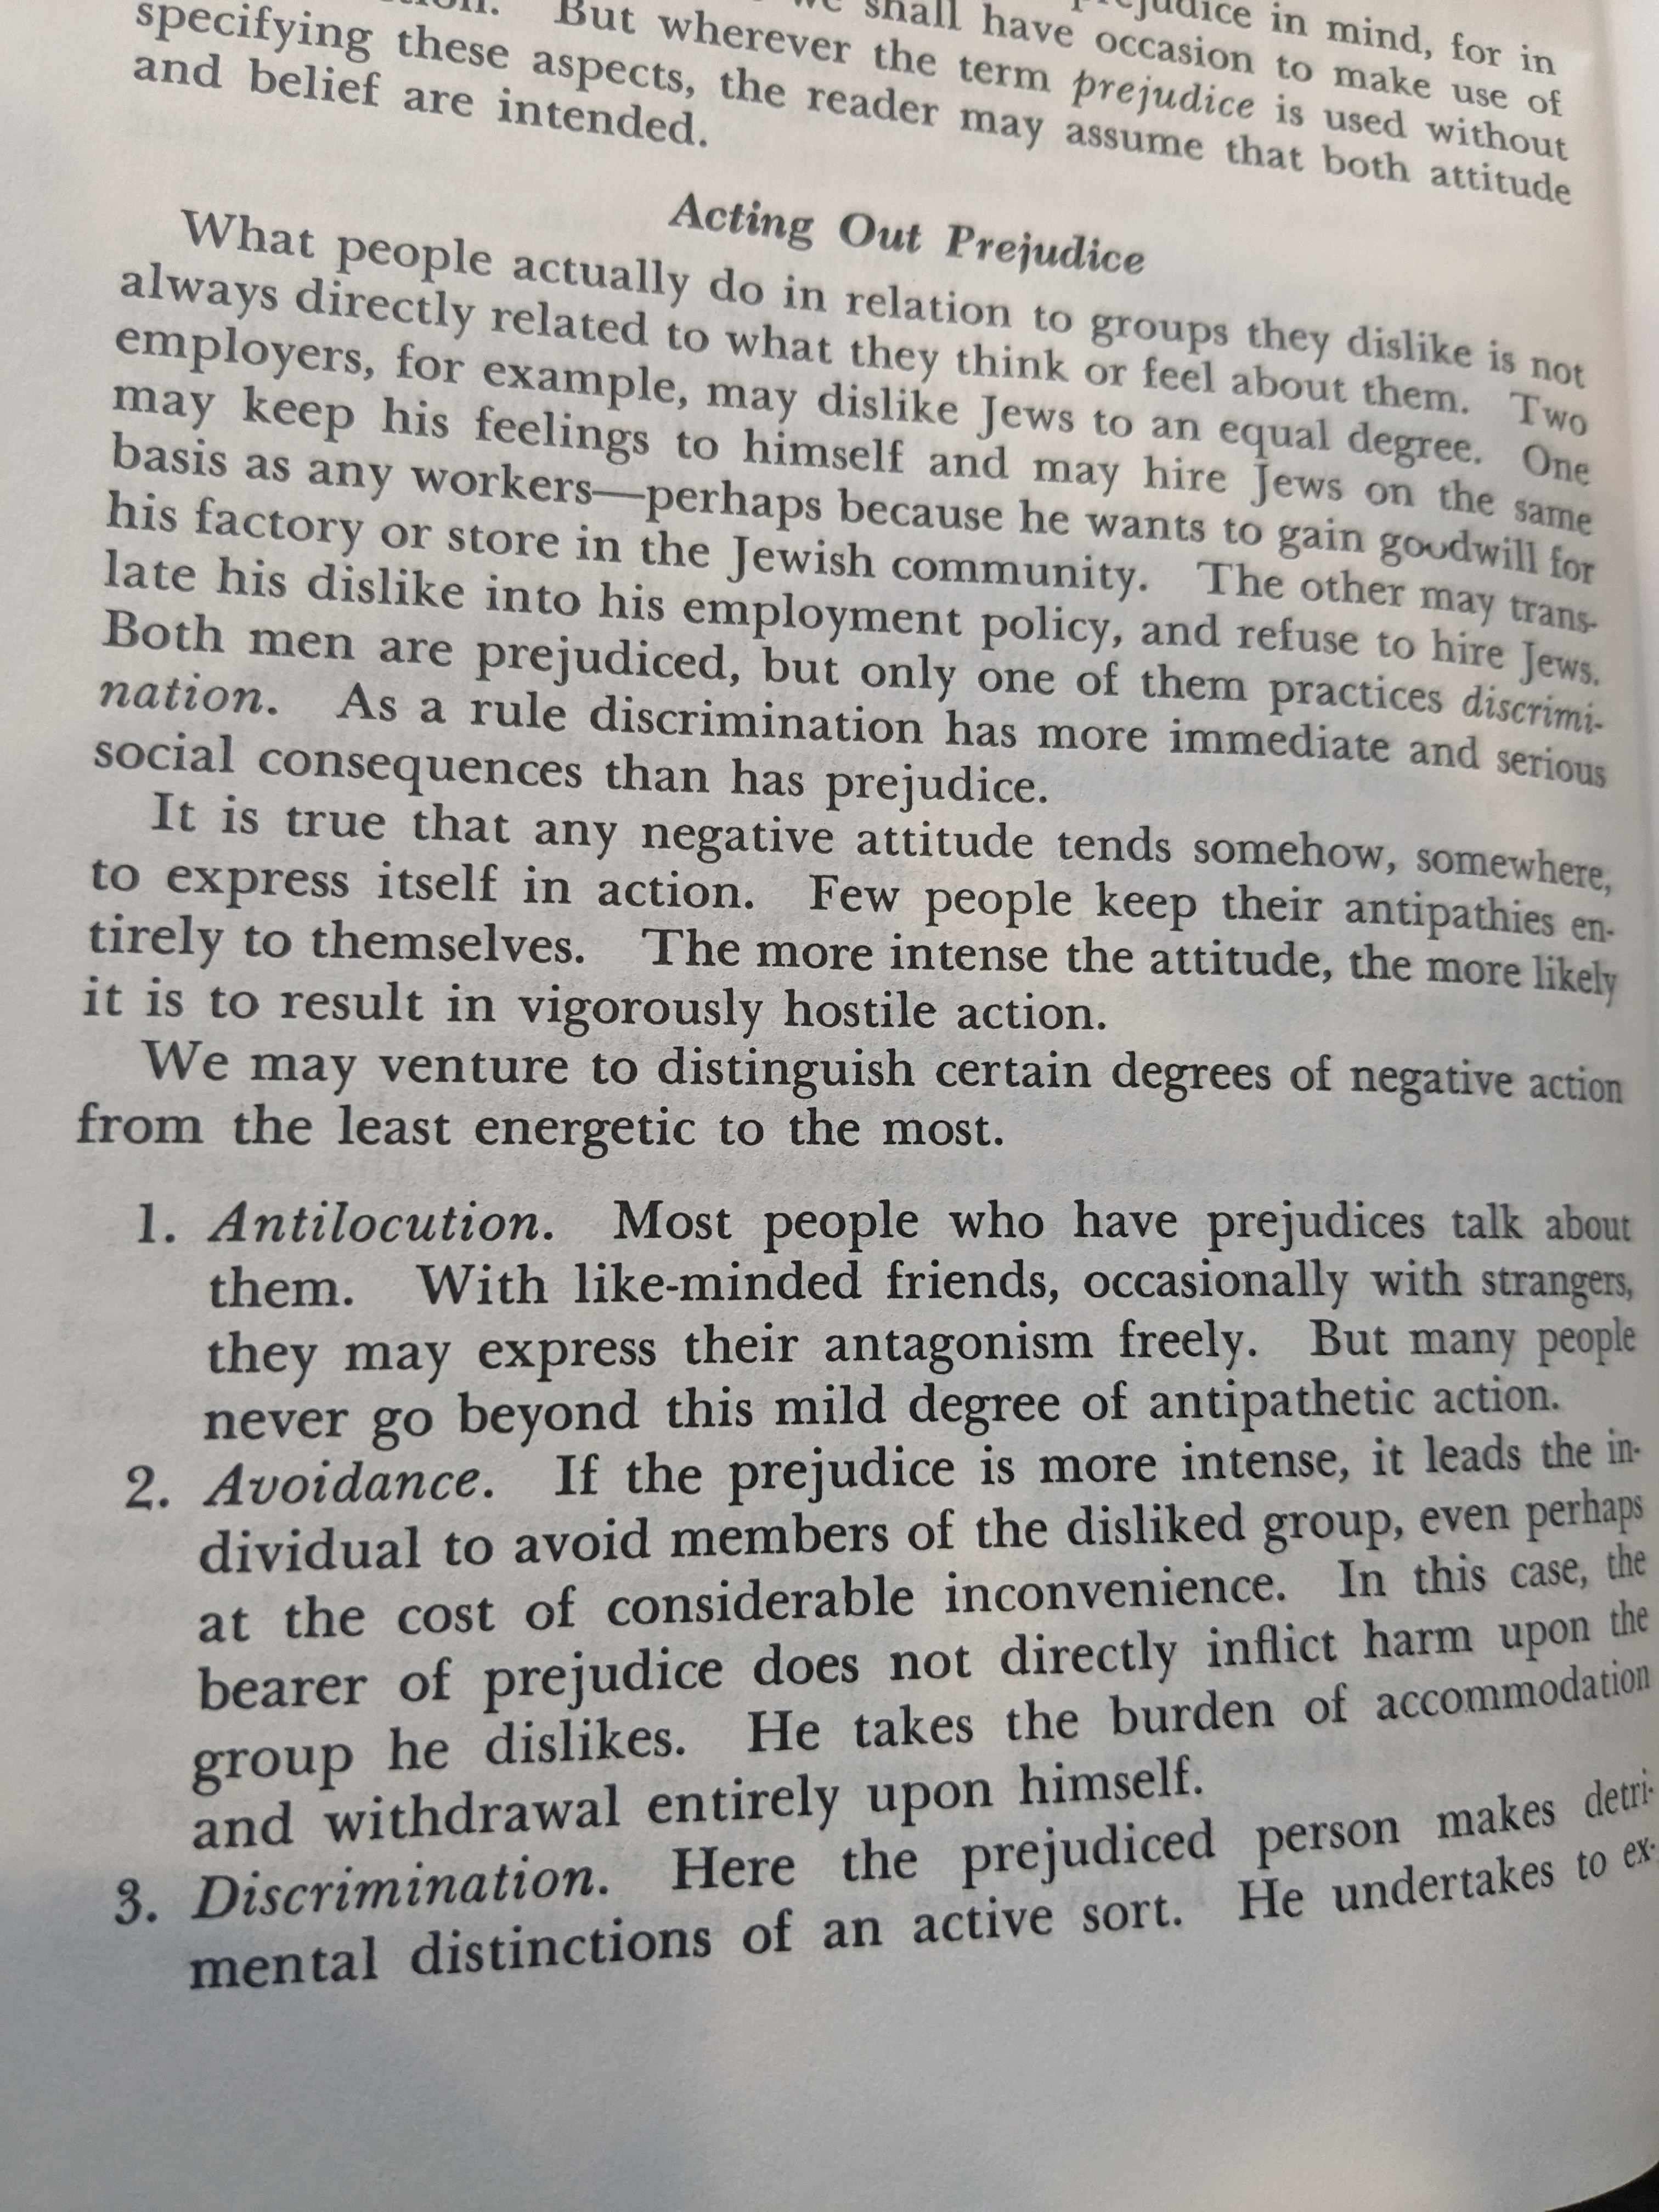 prejudice in mind, for in
shall have occasion to make use of
But wherever the term prejudice is used without
specifying these aspects, the reader may assume that both attitude
and belief are intended.
Acting Out Prejudice
What people actually do in relation to groups they dislike is not
always directly related to what they think or feel about them. Two
employers, for example, may dislike Jews to an equal degree. One
may keep his feelings to himself and may hire Jews on the same
basis as any workers—perhaps because he wants to gain goodwill for
his factory or store in the Jewish community. The other may trans-
late his dislike into his employment policy, and refuse to hire Jews.
Both men are prejudiced, but only one of them practices discrimi-
nation. As a rule discrimination has more immediate and serious
social consequences than has prejudice.
It is true that any negative attitude tends somehow, somewhere,
to express itself in action. Few people keep their antipathies en-
tirely to themselves. The more intense the attitude, the more likely
it is to result in vigorously hostile action.
We may venture to distinguish certain degrees of negative action
from the least energetic to the most.
1. Antilocution. Most people who have prejudices talk about
them. With like-minded friends, occasionally with strangers,
they may express their antagonism freely. But many people
never go beyond this mild degree of antipathetic action.
2. Avoidance. If the prejudice is more intense, it leads the in-
dividual to avoid members of the disliked group, even perhaps
at the cost of considerable inconvenience. In this case, the
bearer of prejudice does not directly inflict harm upon the
group he dislikes. He takes the burden of accommodation
and withdrawal entirely upon himself.
3. Discrimination. Here the prejudiced person makes detri-
mental distinctions of an active sort. He undertakes to ex-